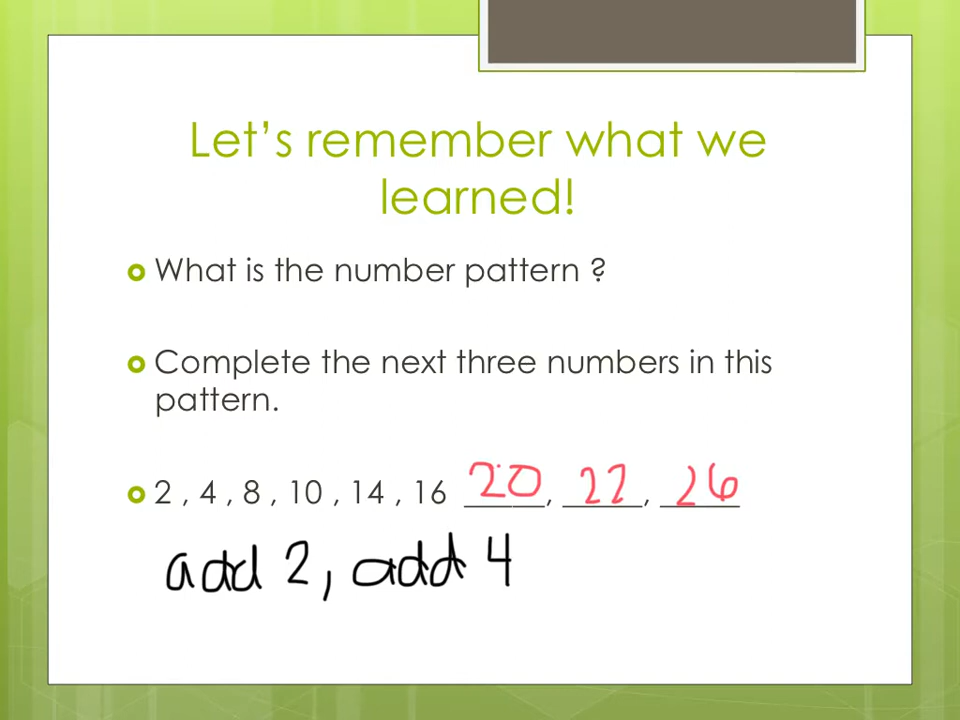 Let's remember what we
learned!
What is the number pattern ?
Complete the next three numbers in this
pattern.
2 , 4 , 8 , 10 , 14 , 16 20, 22, 26
add 2, add 4